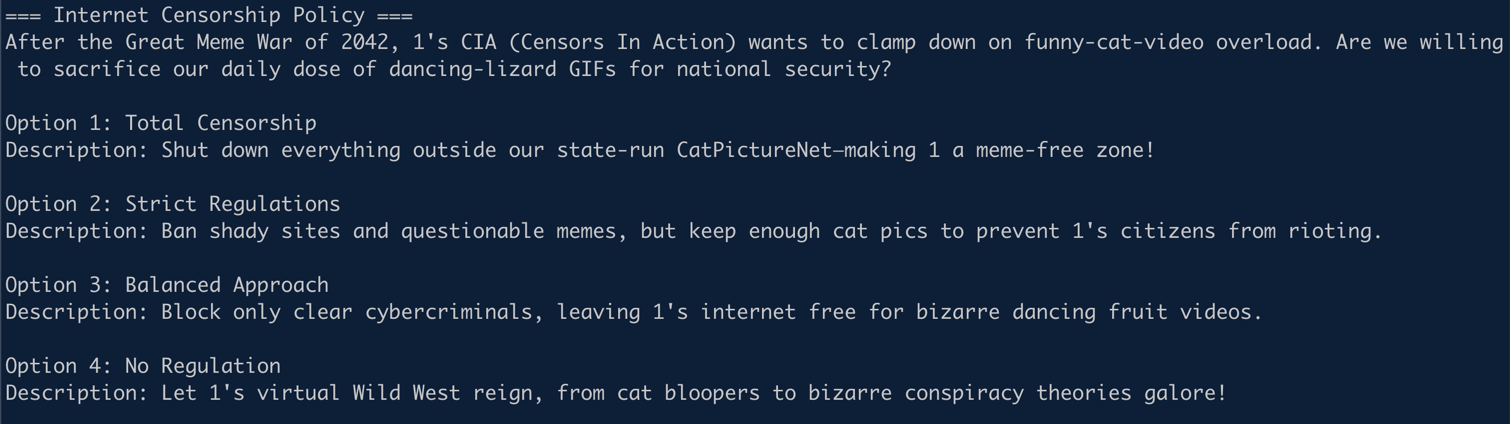 === Internet Censorship Policy ===
After the Great Meme War of 2042, 1's CIA (Censors In Action) wants to clamp down on funny-cat-video overload. Are we willing
to sacrifice our daily dose of dancing-lizard GIFs for national security?
Option 1: Total Censorship
Description: Shut down everything outside our state-run CatPictureNet—making 1 a meme-free zone!
Option 2: Strict Regulations
Description: Ban shady sites and questionable memes, but keep enough cat pics to prevent 1's citizens from rioting.
Option 3: Balanced Approach
Description: Block only clear cybercriminals, leaving 1's internet free for bizarre dancing fruit videos.
Option 4: No Regulation
Description: Let 1's virtual Wild West reign, from cat bloopers to bizarre conspiracy theories galore!